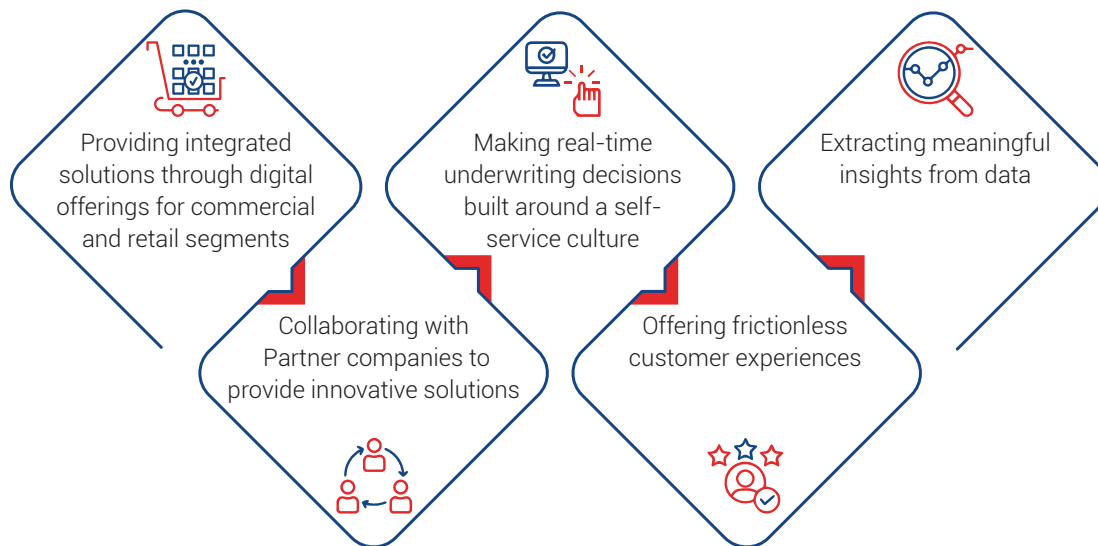 Providing integrated
solutions through digital
offerings for commercial
and retail segments
Collaborating with
Partner companies to
provide innovative solutions
Making real-time
underwriting decisions
built around a self-
service culture
Offering frictionless
customer experiences
Extracting meaningful
insights from data